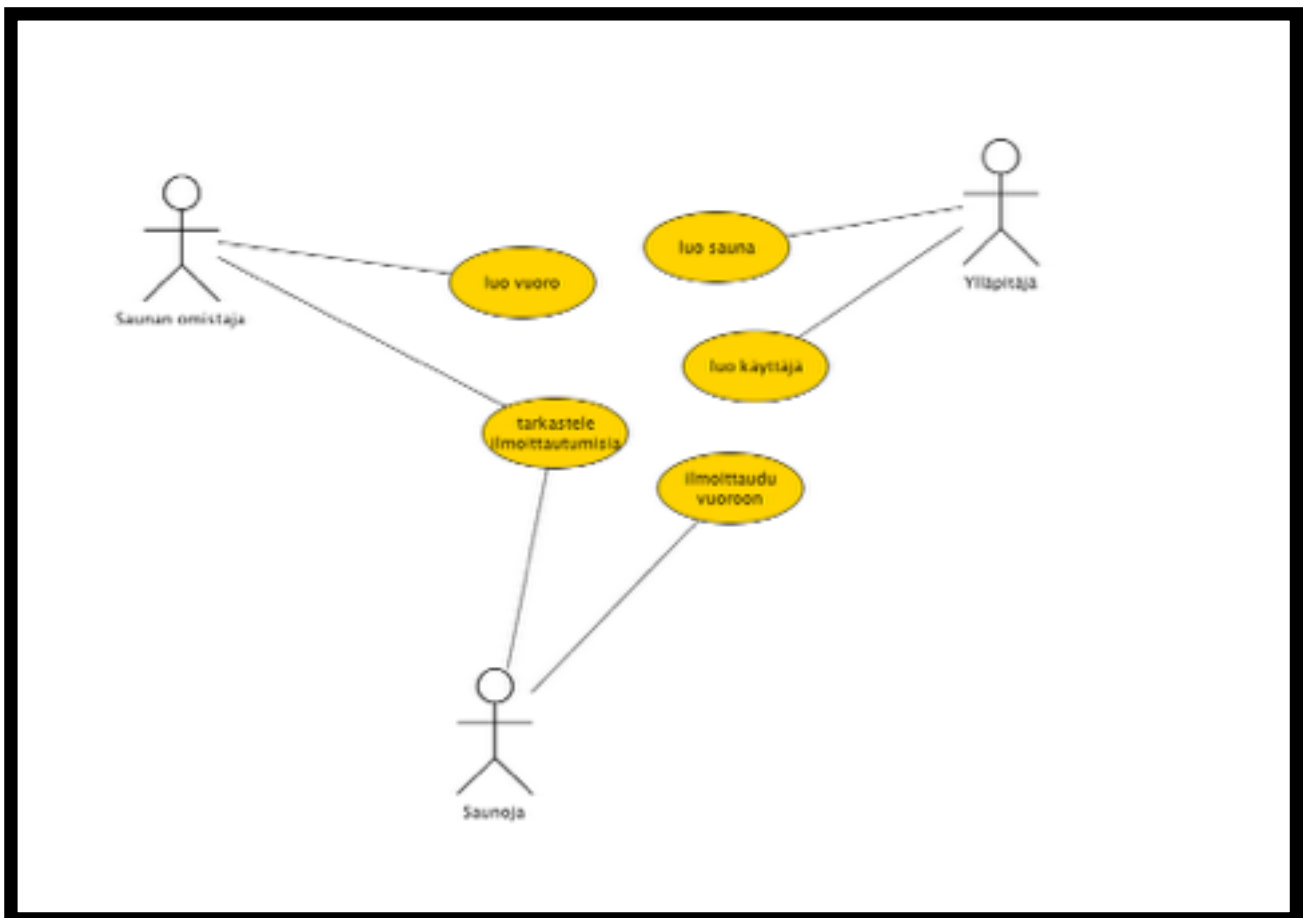 luo sauna
Ylläpitäjä
luo vuoro
Saunan omistaja
luo käyttäjä
tarkastele
ilmoittautumisia
ilmoittaudu
vuoroon
Saunoja